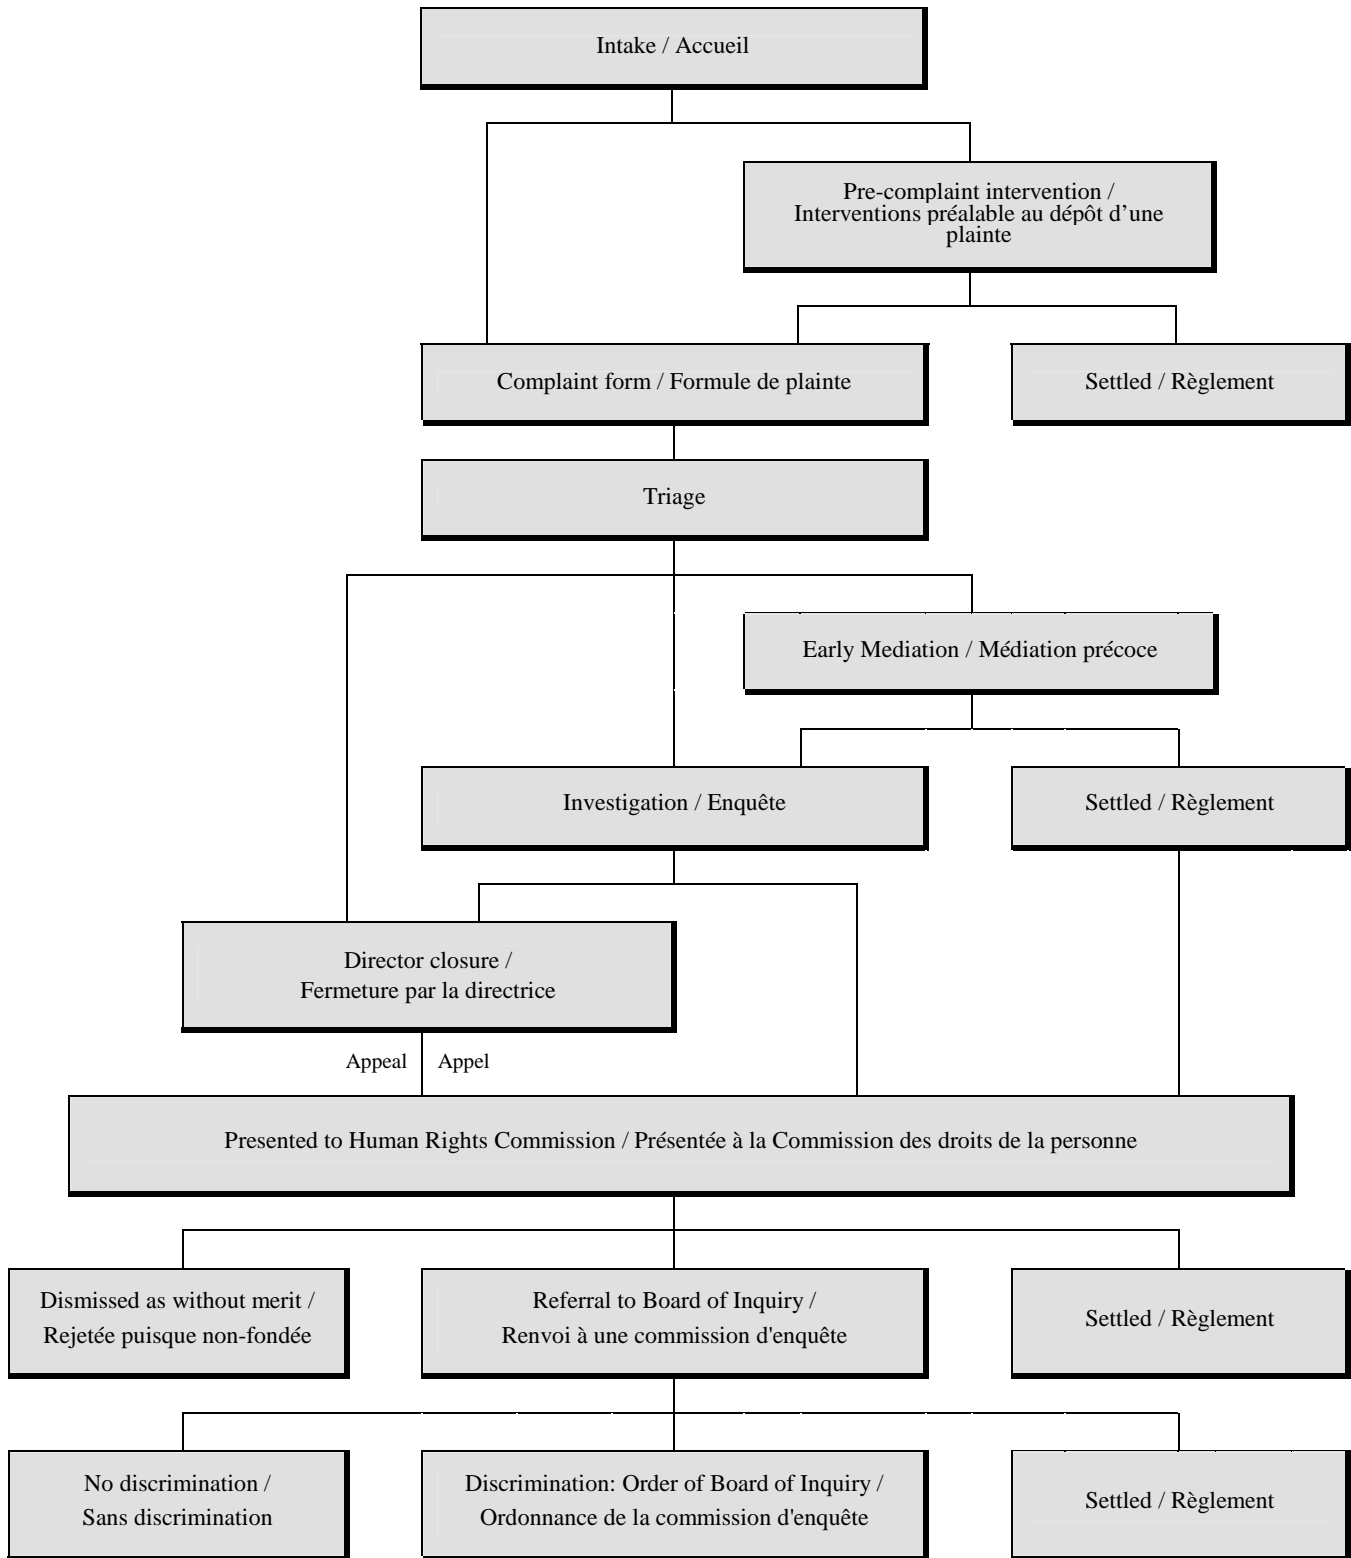 Intake / Accueil
Pre-complaint intervention /
Interventions préalable au dépôt d’une
plainte
Complaint form / Formule de plainte
Settled / Règlement
Triage
Early Mediation / Médiation précoce
Investigation / Enquête
Settled / Règlement
Director closure /
Fermeture par la directrice
Appeal
Appel
Presented to Human Rights Commission / Présentée à la Commission des droits de la personne
Dismissed as without merit /
Rejetée puisque non-fondée
Referral to Board of Inquiry /
Renvoi à une commission d'enquête
Settled / Règlement
No discrimination /
Sans discrimination
Discrimination: Order of Board of Inquiry /
Ordonnance de la commission d'enquête
Settled / Règlement